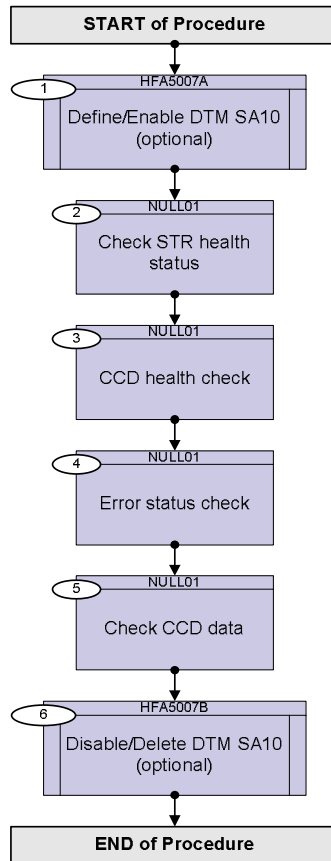 START of Procedure
HFA5007A
1
Define/Enable DTM SA10
(optional)
NULL01
2
Check STR health
status
NULL01
3
CCD health check
NULL01
4
Error status check
NULL01
5
Check CCD data
HFA5007B
6
Disable/Delete DTM SA10
(optional)
END of Procedure